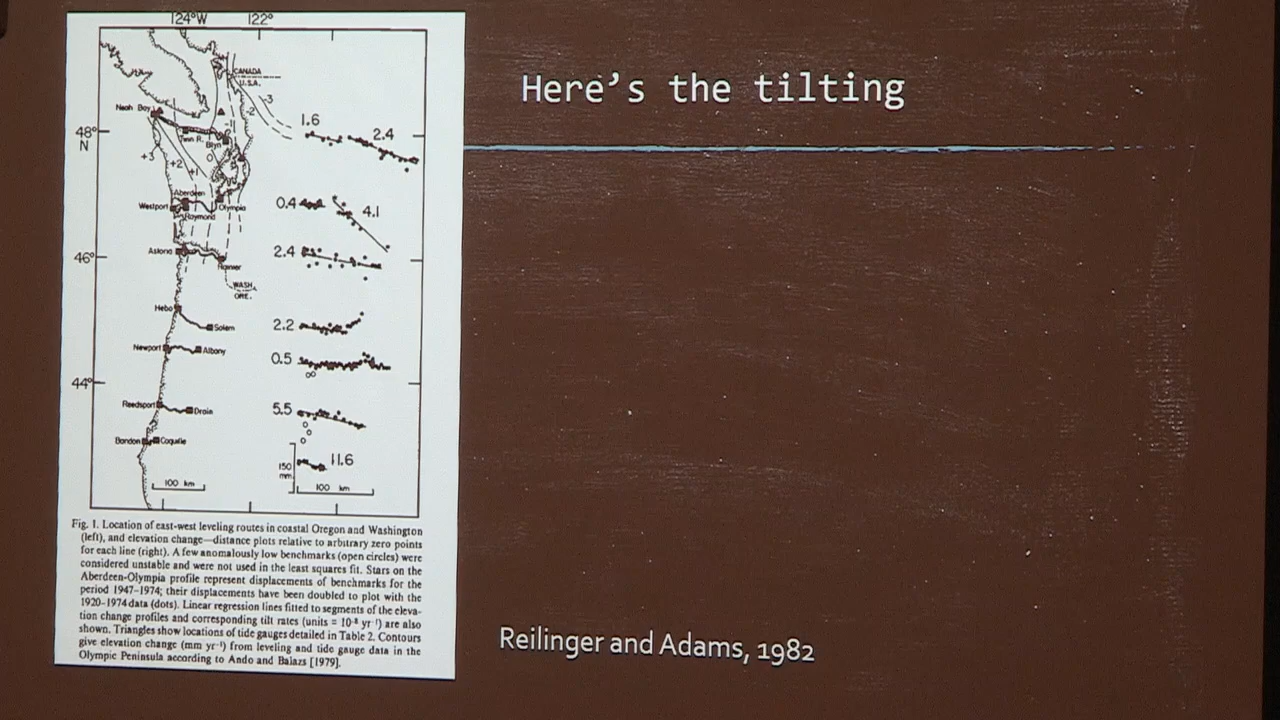 124°W 122°
Here's the tilting
CANADA
U.S.A.
Neah Bay
48°
N
Twin R.
Blyn
-3
-2
-1
0
+3
+2
+1
1.6
2.4
Aberdeen
Westport
Olympia
Raymond
0.4
4.1
Astoria
46°
Rainier
2.4
WASH.
ORE.
Hebo
Salem
2.2
Newport
Albany
0.5
44°
Reedsport
Drain
5.5
Bandon
Coquille
11.6
150
mm
100 km
100 km
Fig. 1. Location of east-west leveling routes in coastal Oregon and Washington
(left), and elevation change—distance plots relative to arbitrary zero points
for each line (right). A few anomalously low benchmarks (open circles) were
considered unstable and were not used in the least squares fit. Stars on the
Aberdeen-Olympia profile represent displacements of benchmarks for the
period 1947-1974; their displacements have been doubled to plot with the
1920-1974 data (dots). Linear regression lines fitted to segments of the eleva-
tion change profiles and corresponding tilt rates (units = 10⁻⁸ yr⁻¹) are also
shown. Triangles show locations of tide gauges detailed in Table 2. Contours
give elevation change (mm yr⁻¹) from leveling and tide gauge data in the
Olympic Peninsula according to Ando and Balazs [1979].
Reilinger and Adams, 1982